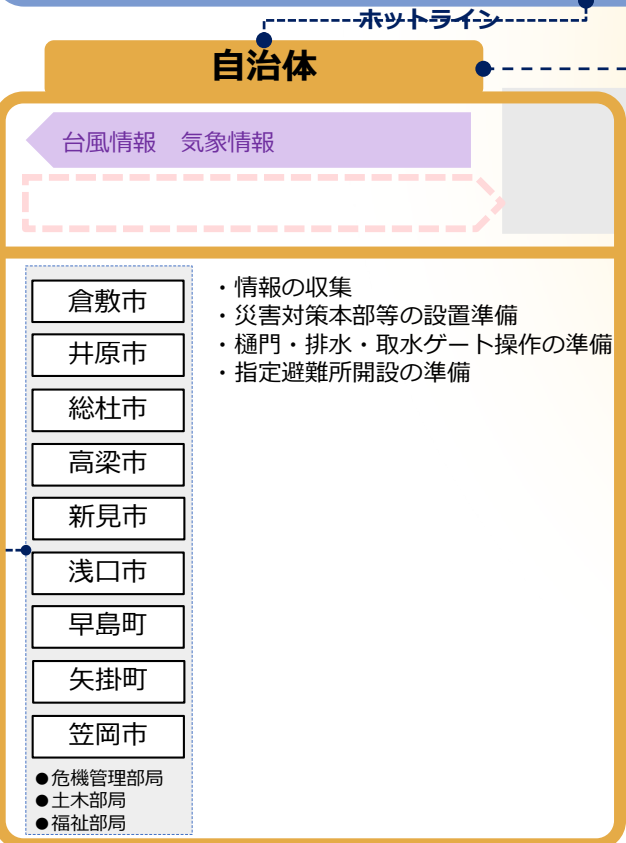 ホットライン
自治体
台風情報　気象情報
倉敷市
井原市
総社市
高梁市
新見市
浅口市
早島町
矢掛町
笠岡市
●危機管理部局
●土木部局
●福祉部局
・情報の収集
・災害対策本部等の設置準備
・樋門・排水・取水ゲート操作の準備
・指定避難所開設の準備